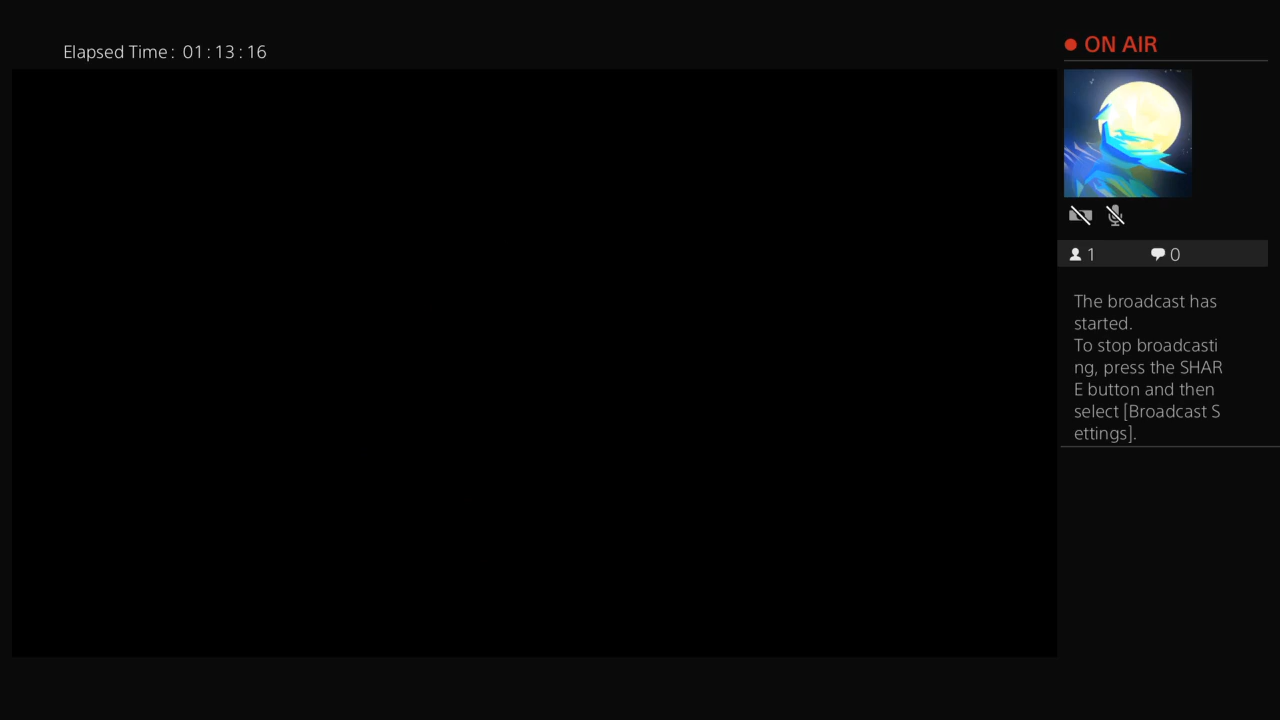 Elapsed Time: 01:13:16
ON AIR
1 0
The broadcast has
started.
To stop broadcasti
ng, press the SHAR
E button and then
select [Broadcast S
ettings].